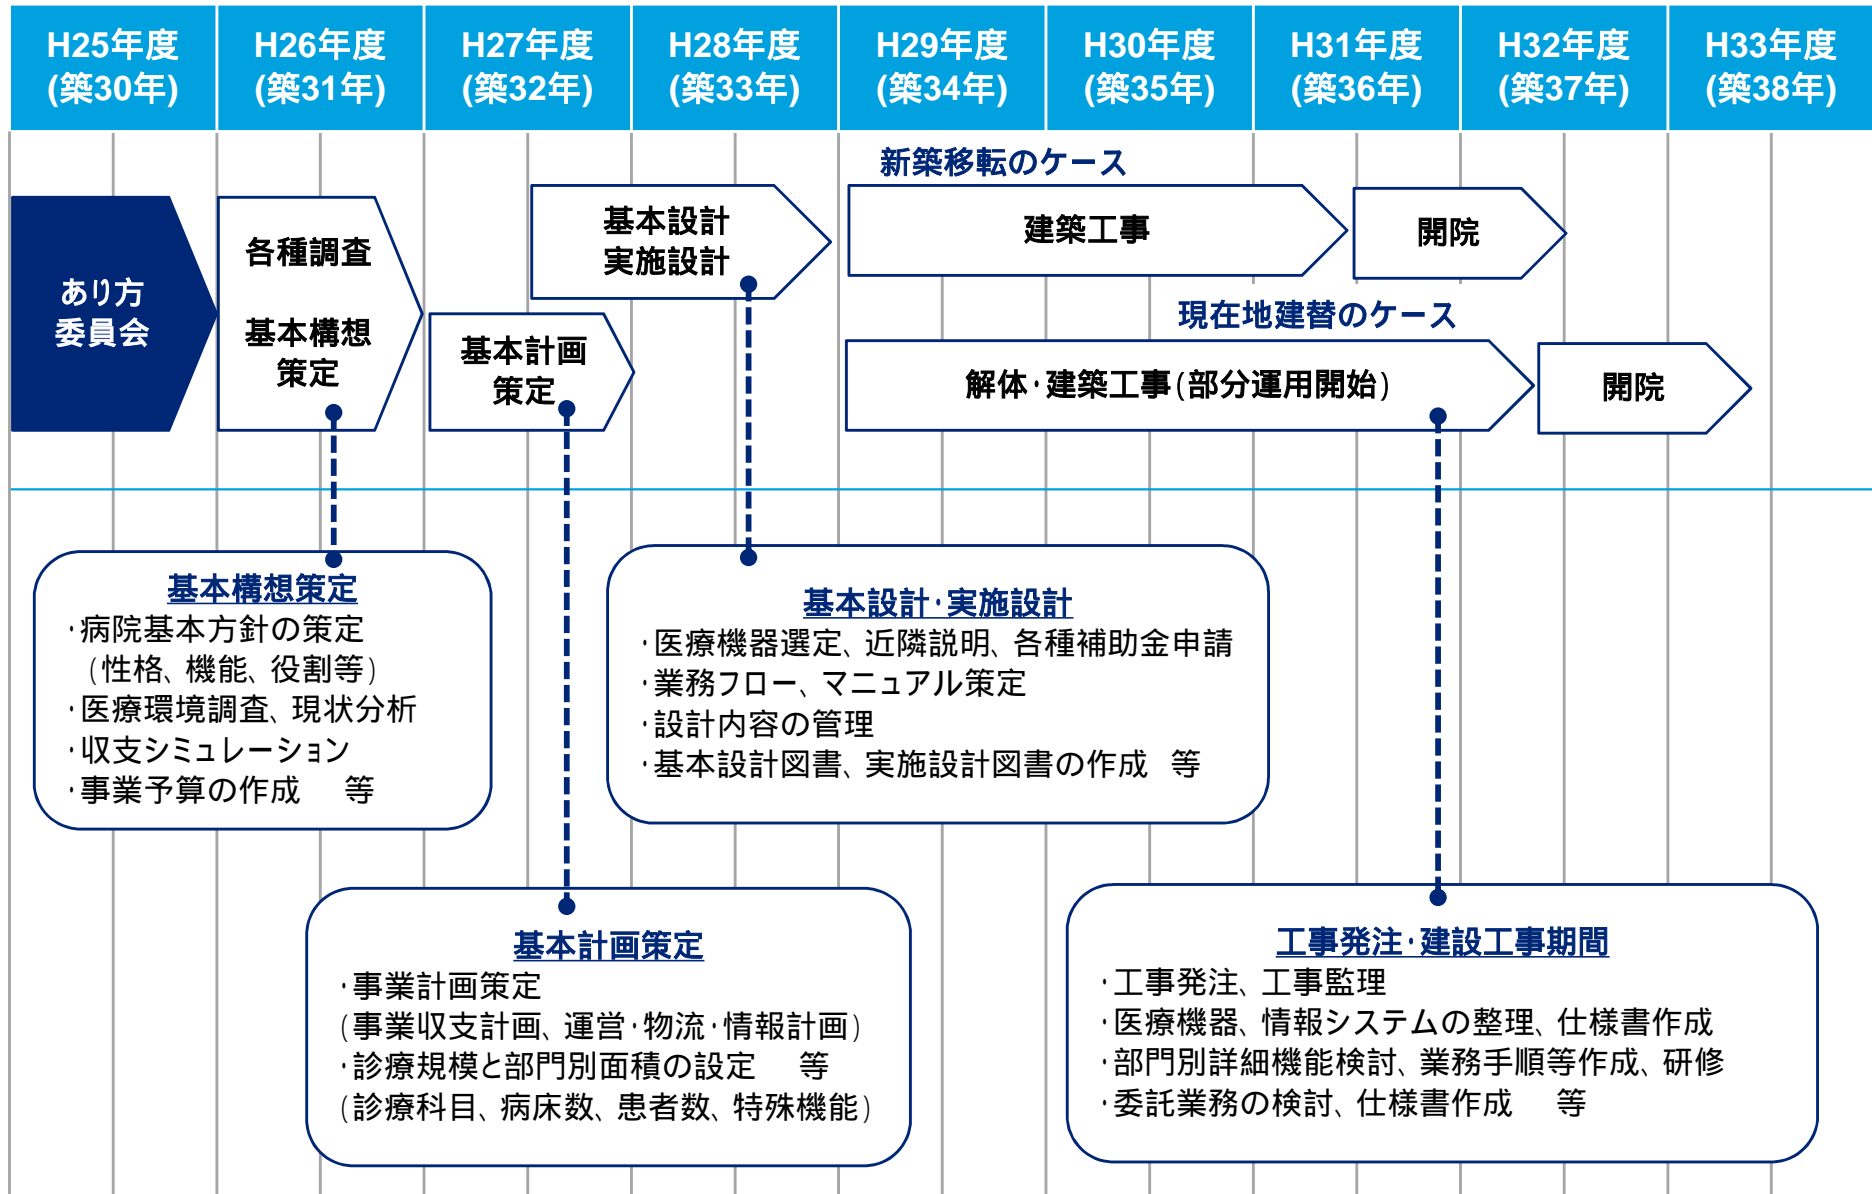 H25年度
(築30年)
H26年度
(築31年)
H27年度
(築32年)
H28年度
(築33年)
H29年度
(築34年)
H30年度
(築35年)
H31年度
(築36年)
H32年度
(築37年)
H33年度
(築38年)
あり方
委員会
各種調査
基本構想
策定
基本計画
策定
基本設計
実施設計
新築移転のケース
建築工事
開院
現在地建替のケース
解体・建築工事(部分運用開始)
開院
基本構想策定
・病院基本方針の策定
(性格、機能、役割等)
・医療環境調査、現状分析
・収支シミュレーション
・事業予算の作成 等
基本設計・実施設計
・医療機器選定、近隣説明、各種補助金申請
・業務フロー、マニュアル策定
・設計内容の管理
・基本設計図書、実施設計図書の作成 等
基本計画策定
・事業計画策定
(事業収支計画、運営・物流・情報計画)
・診療規模と部門別面積の設定 等
(診療科目、病床数、患者数、特殊機能)
工事発注・建設工事期間
・工事発注、工事監理
・医療機器、情報システムの整理、仕様書作成
・部門別詳細機能検討、業務手順等作成、研修
・委託業務の検討、仕様書作成 等